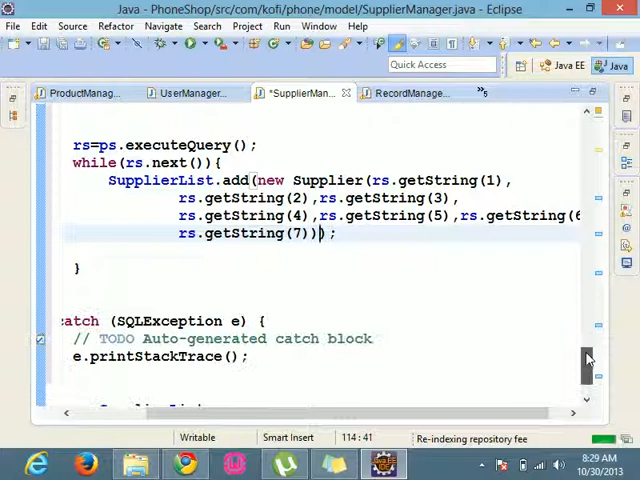 Java - PhoneShop/src/com/kofi/phone/model/SupplierManager.java - Eclipse
File Edit Source Refactor Navigate Search Project Run Window Help
Quick Access
Java EE
Java
ProductManag...
UserManager...
*SupplierMan...
RecordManage...
»5
rs=ps.executeQuery();
while(rs.next()){
SupplierList.add(new Supplier(rs.getString(1),
rs.getString(2),rs.getString(3),
rs.getString(4),rs.getString(5),rs.getString(6
rs.getString(7)));
}
catch (SQLException e) {
// TODO Auto-generated catch block
e.printStackTrace();
Writable
Smart Insert
114 : 41
Re-indexing repository fee
8:29 AM
10/30/2013